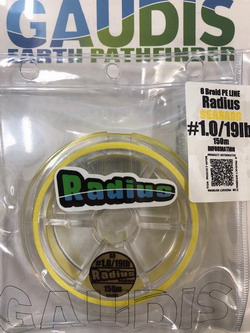 GAUDIS
EARTH PATHFINDER
8 Braid PE LINE
Radius
#1.0/19lb
150m
INFORMATION
Radius
#1.0/19lb
Radius
150m
GAUDIS